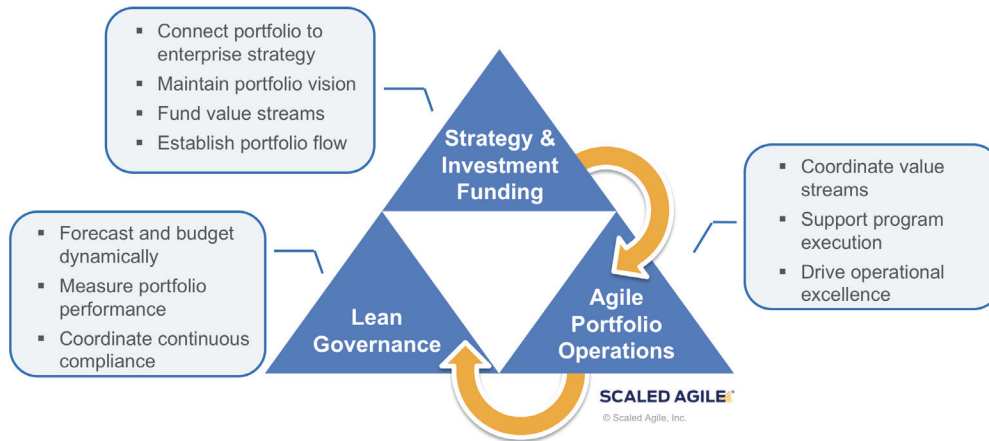 ▪ Connect portfolio to
enterprise strategy
▪ Maintain portfolio vision
▪ Fund value streams
▪ Establish portfolio flow
Strategy &
Investment
Funding
▪ Coordinate value
streams
▪ Support program
execution
▪ Drive operational
excellence
▪ Forecast and budget
dynamically
▪ Measure portfolio
performance
▪ Coordinate continuous
compliance
Lean
Governance
Agile
Portfolio
Operations
SCALED AGILE
© Scaled Agile, Inc.